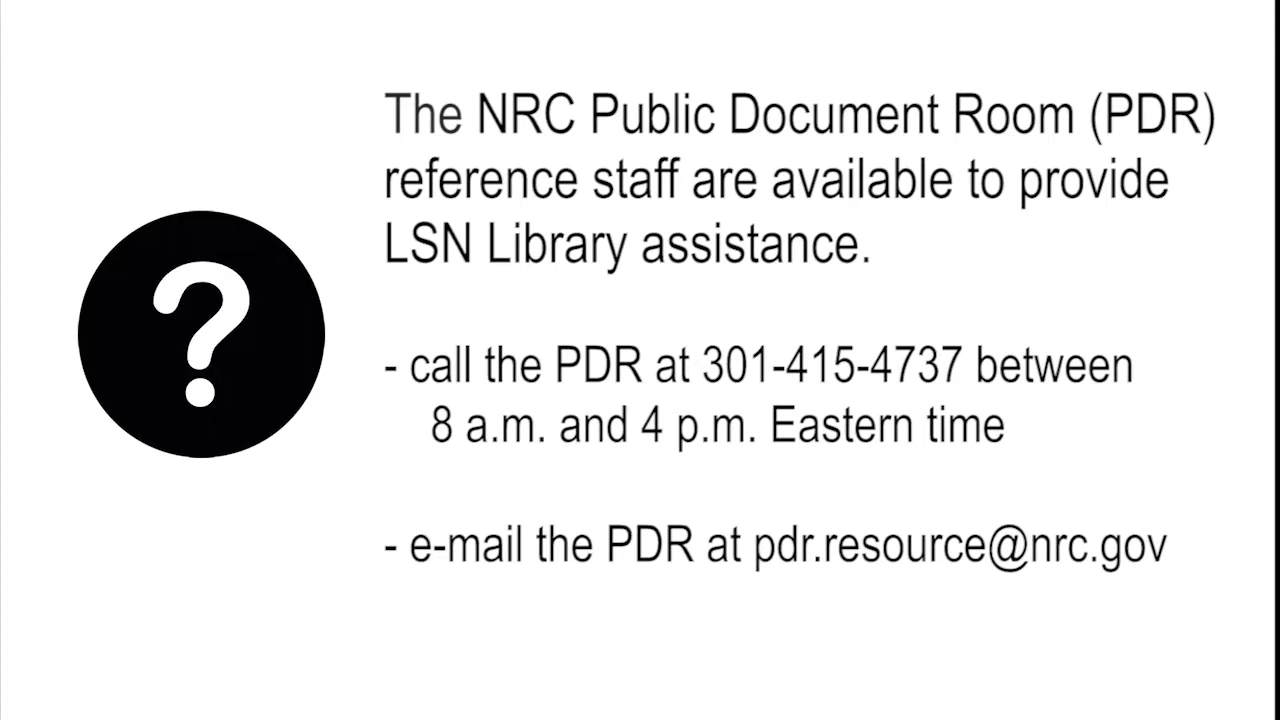 The NRC Public Document Room (PDR)
reference staff are available to provide
LSN Library assistance.
- call the PDR at 301-415-4737 between
8 a.m. and 4 p.m. Eastern time
- e-mail the PDR at pdr.resource@nrc.gov